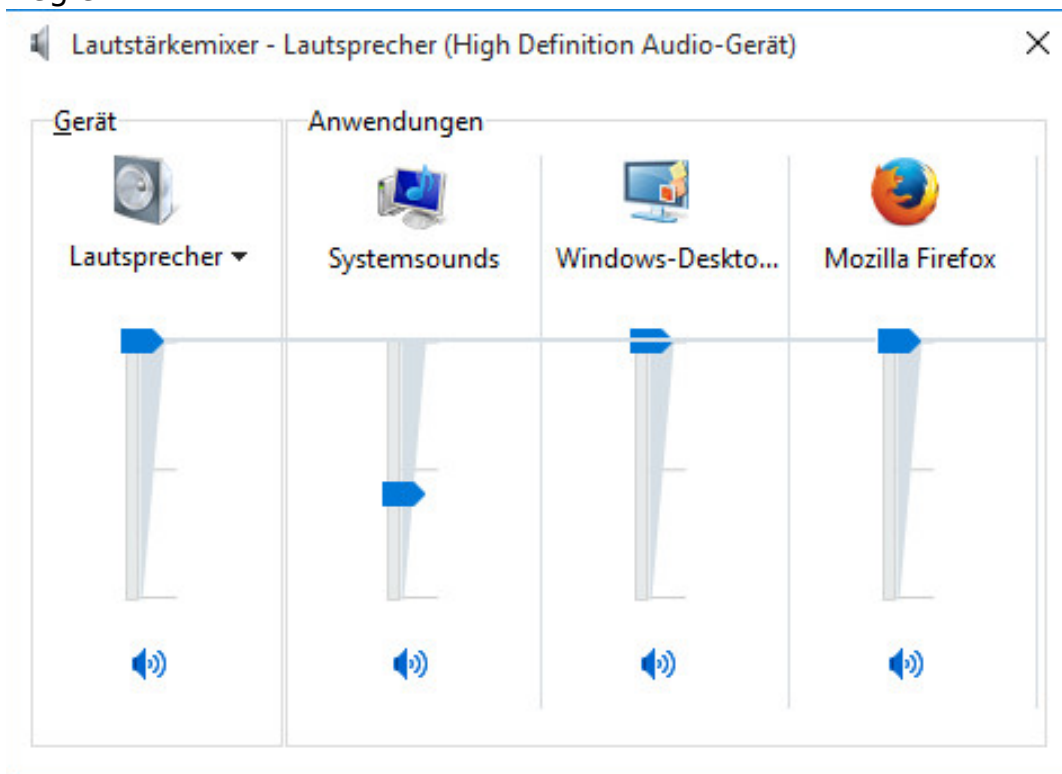 Lautstärkemixer - Lautsprecher (High Definition Audio-Gerät)
Gerät
Anwendungen
Lautsprecher
Systemsounds
Windows-Deskto...
Mozilla Firefox